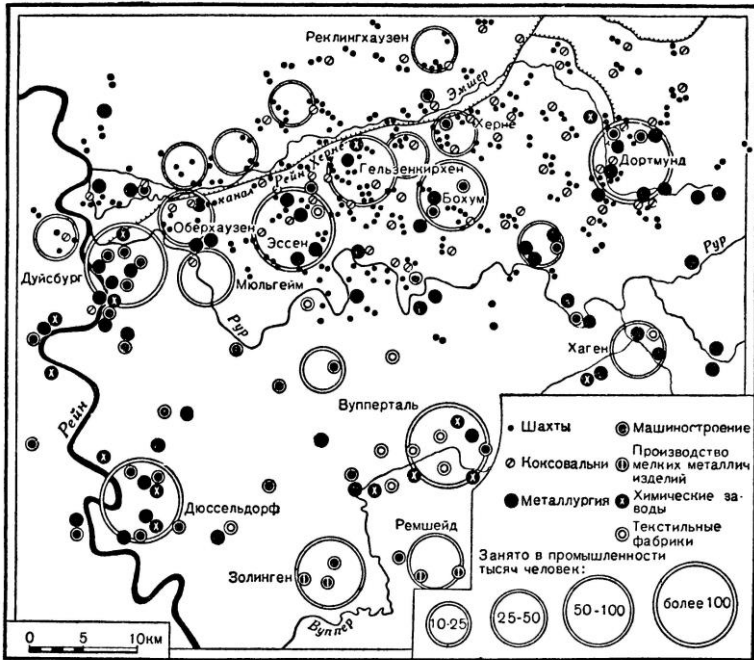 Реклингхаузен
Эмшер
Херне
Дортмунд
канал Рейн-Херне
Гельзенкирхен
Бохум
Оберхаузен
Эссен
Дуйсбург
Мюльгейм
Рур
Рур
Хаген
Рейн
Вупперталь
Дюссельдорф
Ремшейд
Золинген
Вуппер
Шахты
Коксовальни
Металлургия
Машиностроение
Производство
мелких металлич
изделий
Химические за-
воды
Текстильные
фабрики
Занято в промышленности
тысяч человек:
10-25
25-50
50-100
более 100
0 5 10км